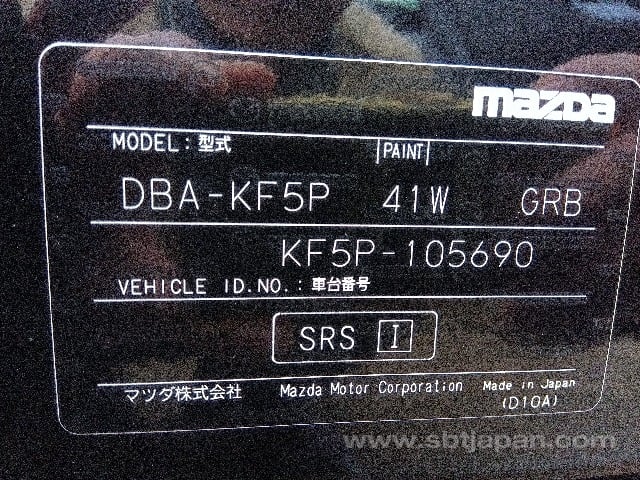 mazda
MODEL: 型式 PAINT
DBA-KF5P 41W GRB
KF5P-105690
VEHICLE ID.NO.: 車台番号
SRS I
マツダ株式会社 Mazda Motor Corporation Made in Japan
(D10A)
www.sbtjapan.com